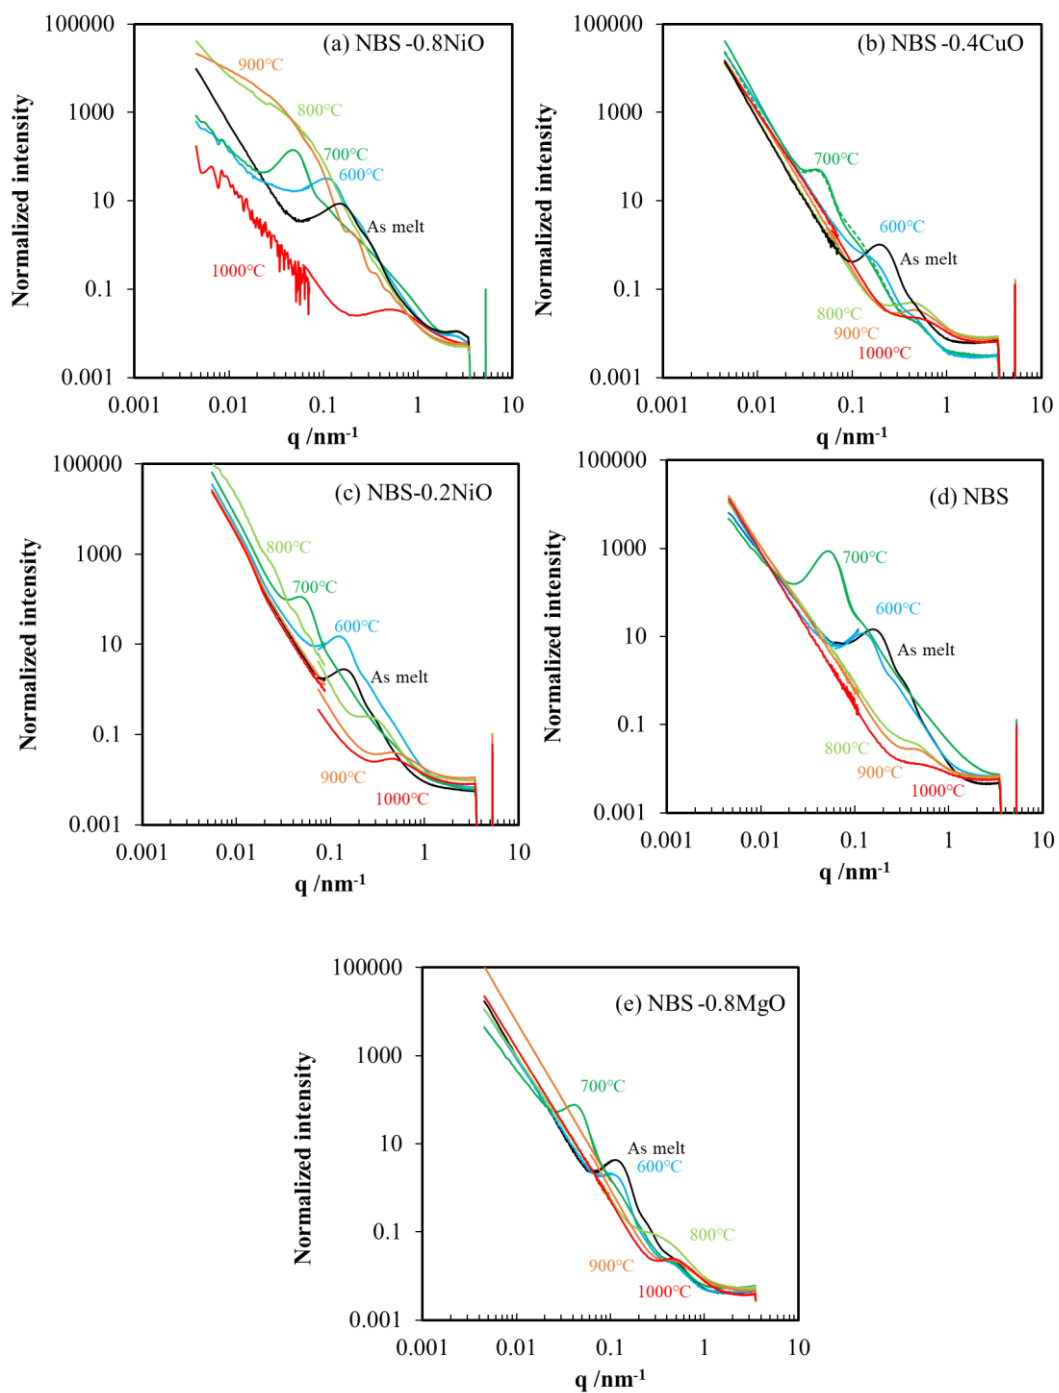 100000
(a) NBS -0.8NiO
900°C
1000
800°C
700°C
600°C
10
As melt
1000°C
0.1
0.001
0.001 0.01 0.1 1 10
q /nm-1
Normalized intensity
100000
(b) NBS -0.4CuO
1000
700°C
10
600°C
As melt
0.1
800°C
900°C
1000°C
0.001
0.001 0.01 0.1 1 10
q /nm-1
Normalized intensity
100000
(c) NBS-0.2NiO
1000
800°C
700°C
10
600°C
As melt
0.1
900°C
1000°C
0.001
0.001 0.01 0.1 1 10
q /nm-1
Normalized intensity
100000
(d) NBS
1000
700°C
600°C
10
As melt
0.1
800°C
900°C
1000°C
0.001
0.001 0.01 0.1 1 10
q /nm-1
Normalized intensity
100000
(e) NBS -0.8MgO
1000
700°C
10
As melt
600°C
0.1
800°C
900°C
1000°C
0.001
0.001 0.01 0.1 1 10
q /nm-1
Normalized intensity